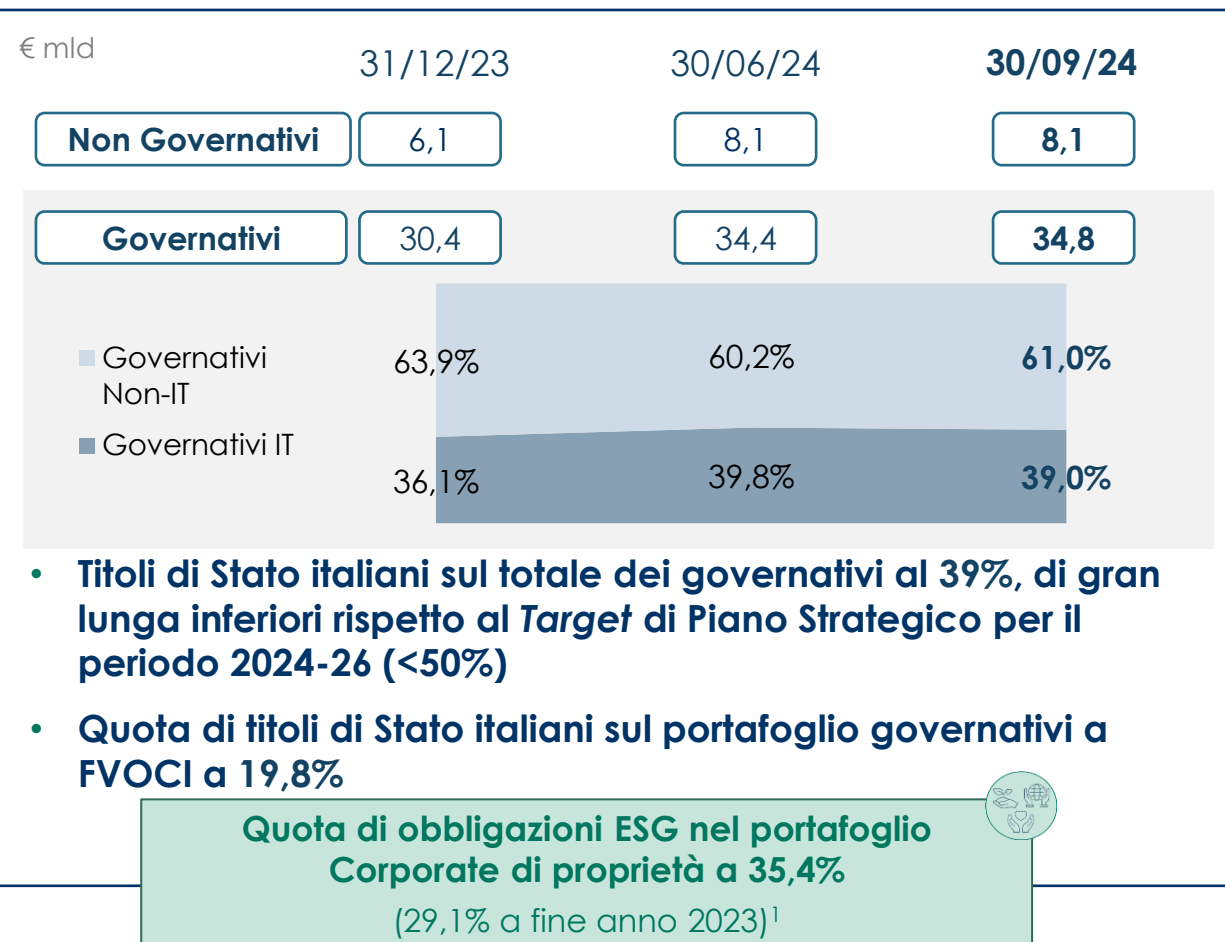 € mld
31/12/23 30/06/24 30/09/24
Non Governativi 6,1 8,1 8,1
Governativi 30,4 34,4 34,8
Governativi
Non-IT
63,9% 60,2% 61,0%
Governativi IT
36,1% 39,8% 39,0%
• Titoli di Stato italiani sul totale dei governativi al 39%, di gran
lunga inferiori rispetto al Target di Piano Strategico per il
periodo 2024-26 (<50%)
• Quota di titoli di Stato italiani sul portafoglio governativi a
FVOCI a 19,8%
Quota di obbligazioni ESG nel portafoglio
Corporate di proprietà a 35,4%
(29,1% a fine anno 2023)¹